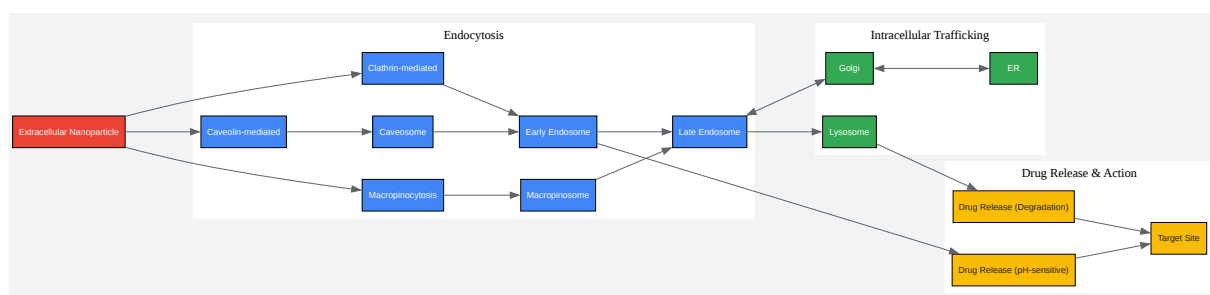 Endocytosis
Intracellular Trafficking
Clathrin-mediated
Golgi
ER
Extracellular Nanoparticle
Caveolin-mediated
Caveosome
Early Endosome
Late Endosome
Lysosome
Drug Release & Action
Macropinocytosis
Macropinosome
Drug Release (Degradation)
Target Site
Drug Release (pH-sensitive)